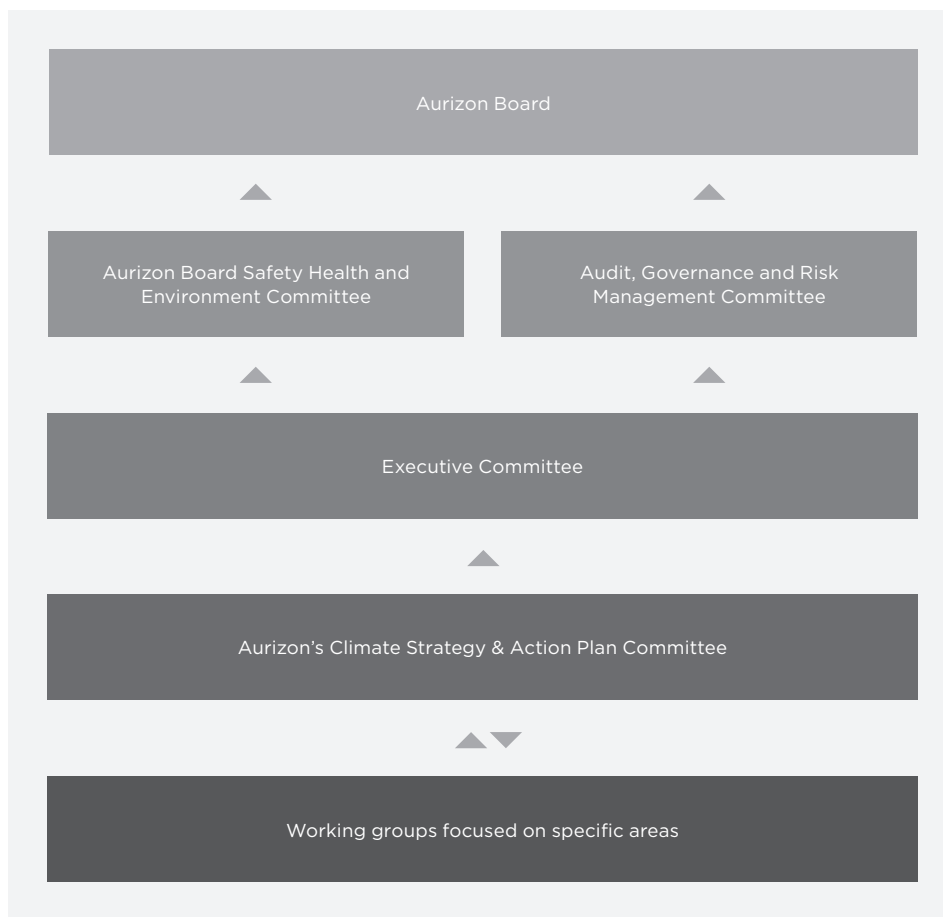 Aurizon Board
Aurizon Board Safety Health and
Environment Committee
Audit, Governance and Risk
Management Committee
Executive Committee
Aurizon’s Climate Strategy & Action Plan Committee
Working groups focused on specific areas